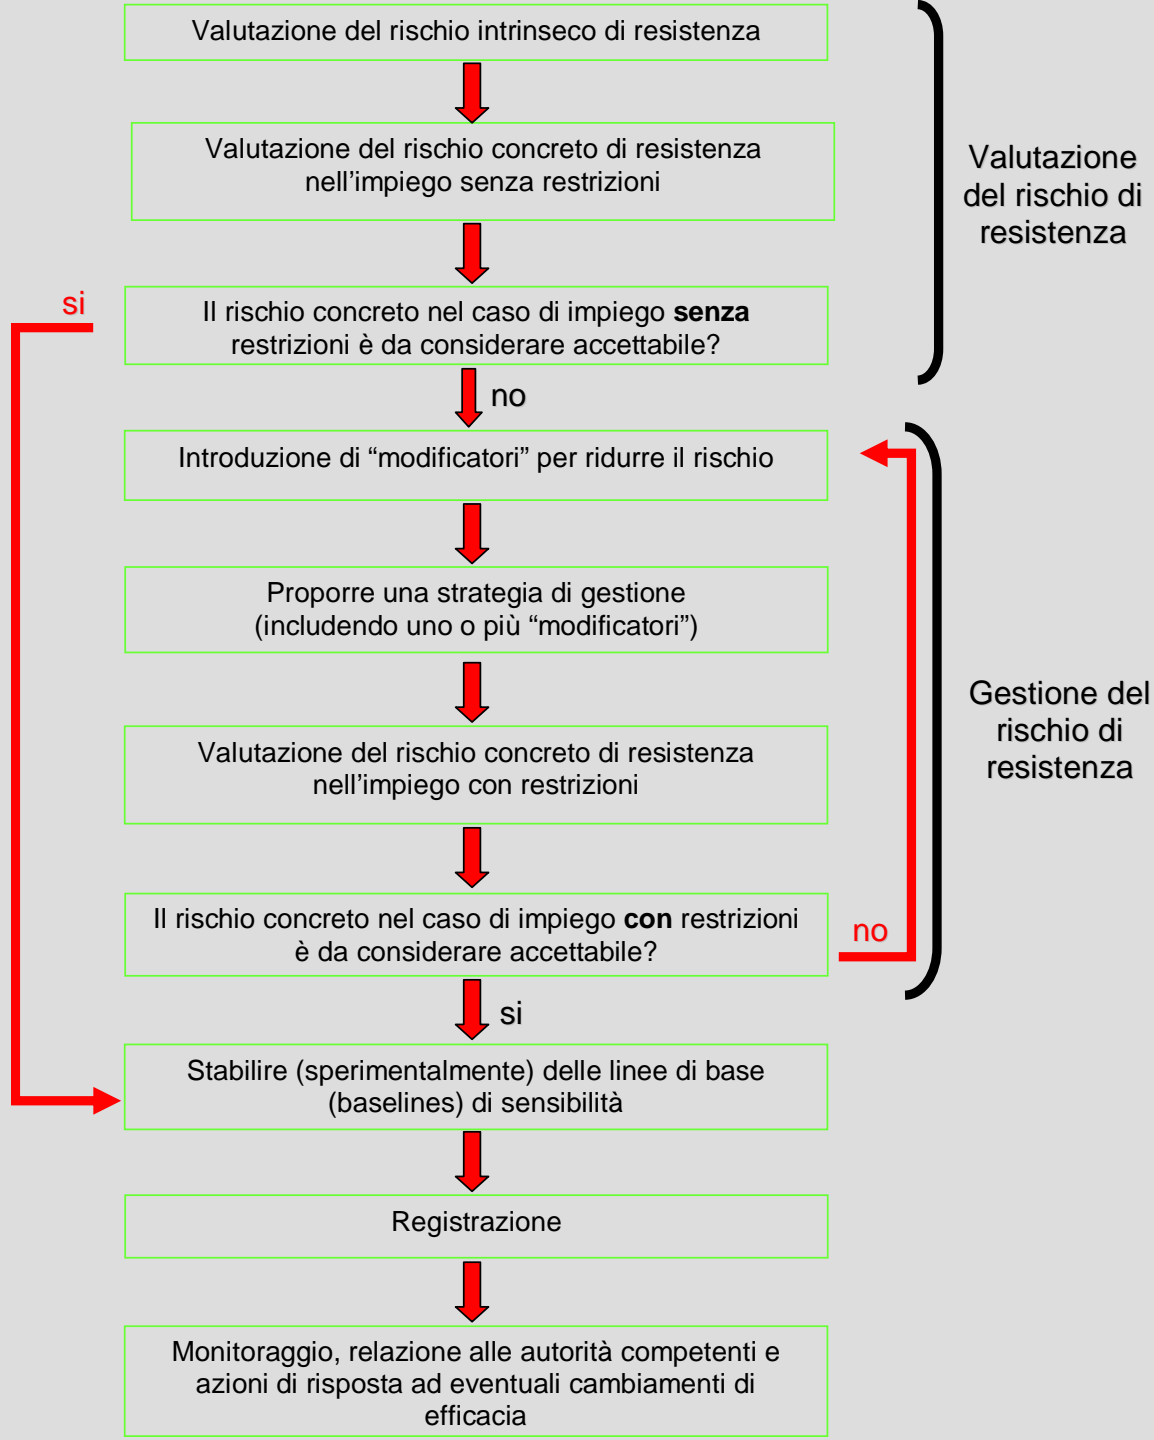 Valutazione del rischio intrinseco di resistenza
Valutazione del rischio concreto di resistenza
nell’impiego senza restrizioni
Valutazione
del rischio di
resistenza
si
Il rischio concreto nel caso di impiego senza
restrizioni è da considerare accettabile?
no
Introduzione di “modificatori” per ridurre il rischio
Proporre una strategia di gestione
(includendo uno o più “modificatori”)
Gestione del
rischio di
resistenza
Valutazione del rischio concreto di resistenza
nell’impiego con restrizioni
Il rischio concreto nel caso di impiego con restrizioni
è da considerare accettabile?
no
si
Stabilire (sperimentalmente) delle linee di base
(baselines) di sensibilità
Registrazione
Monitoraggio, relazione alle autorità competenti e
azioni di risposta ad eventuali cambiamenti di
efficacia